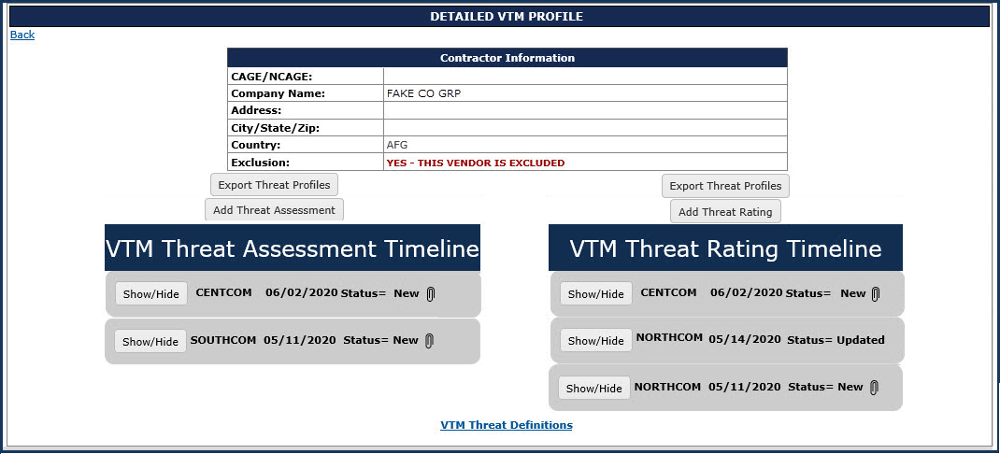 DETAILED VTM PROFILE
Back
Contractor Information
CAGE/NCAGE:
Company Name: FAKE CO GRP
Address:
City/State/Zip:
Country: AFG
Exclusion: YES - THIS VENDOR IS EXCLUDED
Export Threat Profiles
Add Threat Assessment
VTM Threat Assessment Timeline
Show/Hide CENTCOM 06/02/2020 Status= New
Show/Hide SOUTHCOM 05/11/2020 Status= New
Export Threat Profiles
Add Threat Rating
VTM Threat Rating Timeline
Show/Hide CENTCOM 06/02/2020 Status= New
Show/Hide NORTHCOM 05/14/2020 Status= Updated
Show/Hide NORTHCOM 05/11/2020 Status= New
VTM Threat Definitions